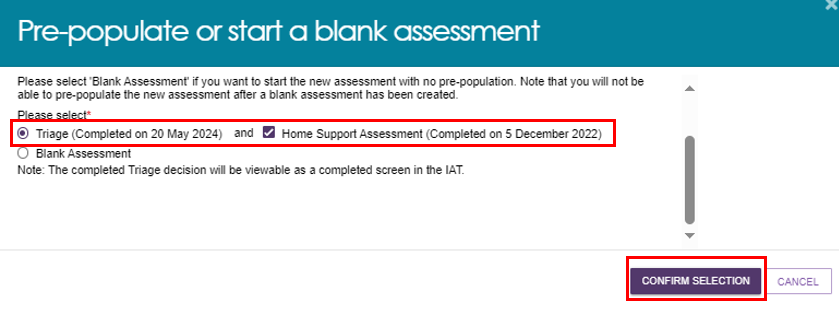 Pre-populate or start a blank assessment
Please select 'Blank Assessment' if you want to start the new assessment with no pre-population. Note that you will not be
able to pre-populate the new assessment after a blank assessment has been created.
Please select*
Triage (Completed on 20 May 2024) and Home Support Assessment (Completed on 5 December 2022)
Blank Assessment
Note: The completed Triage decision will be viewable as a completed screen in the IAT.
CONFIRM SELECTION CANCEL